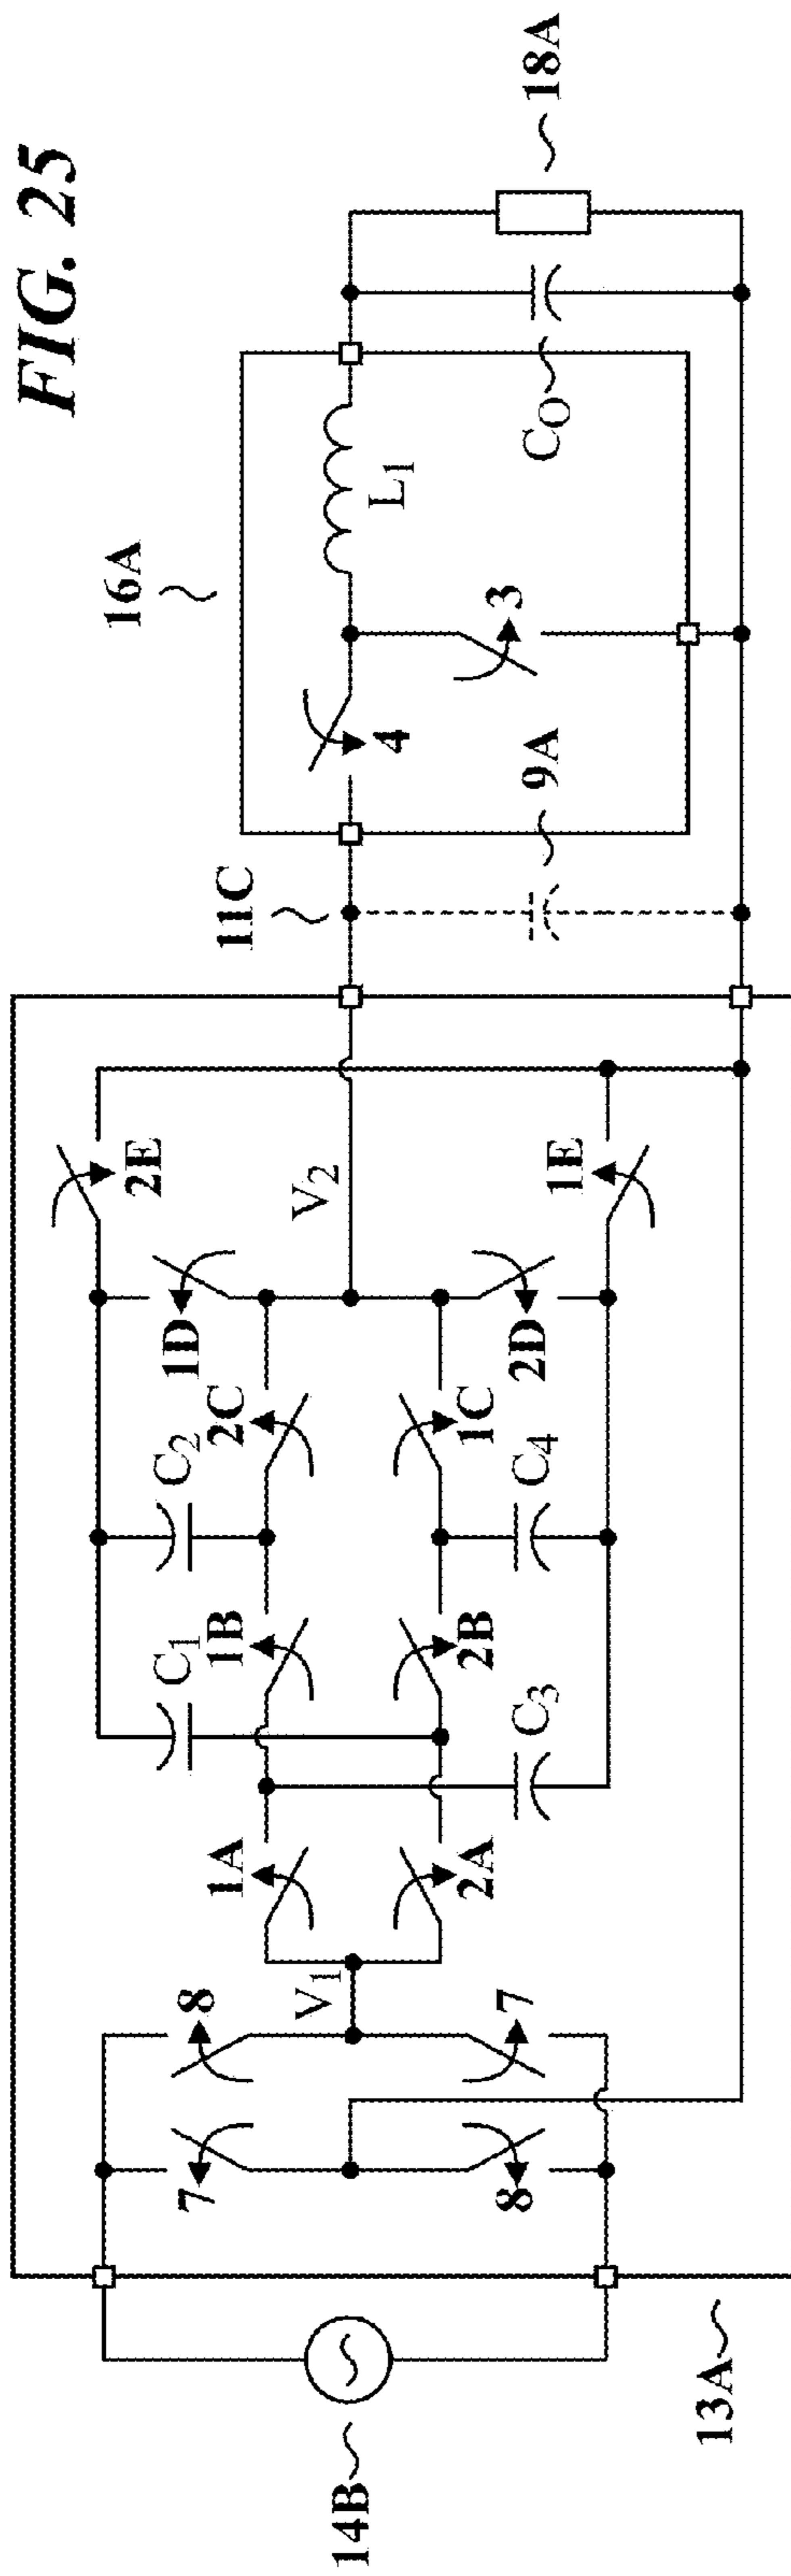 FIG. 25
16A
18A
11C
L₁
4
3
9A
C_O
2E
1D
V₂
C₂
2C
C₁
1B
1C
2D
1E
C₄
2B
C₃
1A
2A
8
V₁
7
7
8
14B
13A